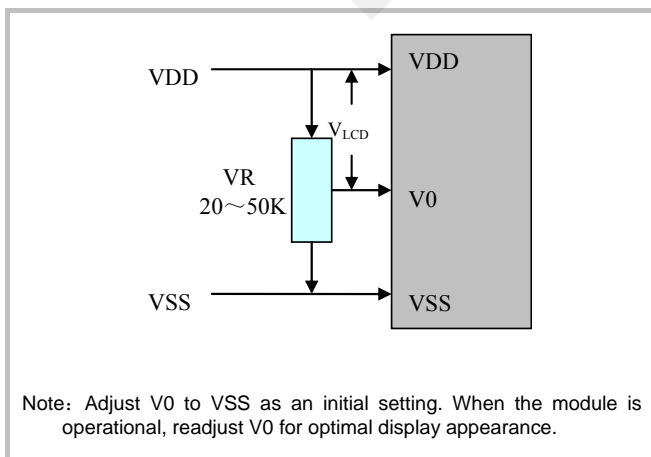 VDD
VDD
V_LCD
VR
20～50K
V0
VSS
VSS
Note：Adjust V0 to VSS as an initial setting. When the module is
operational, readjust V0 for optimal display appearance.